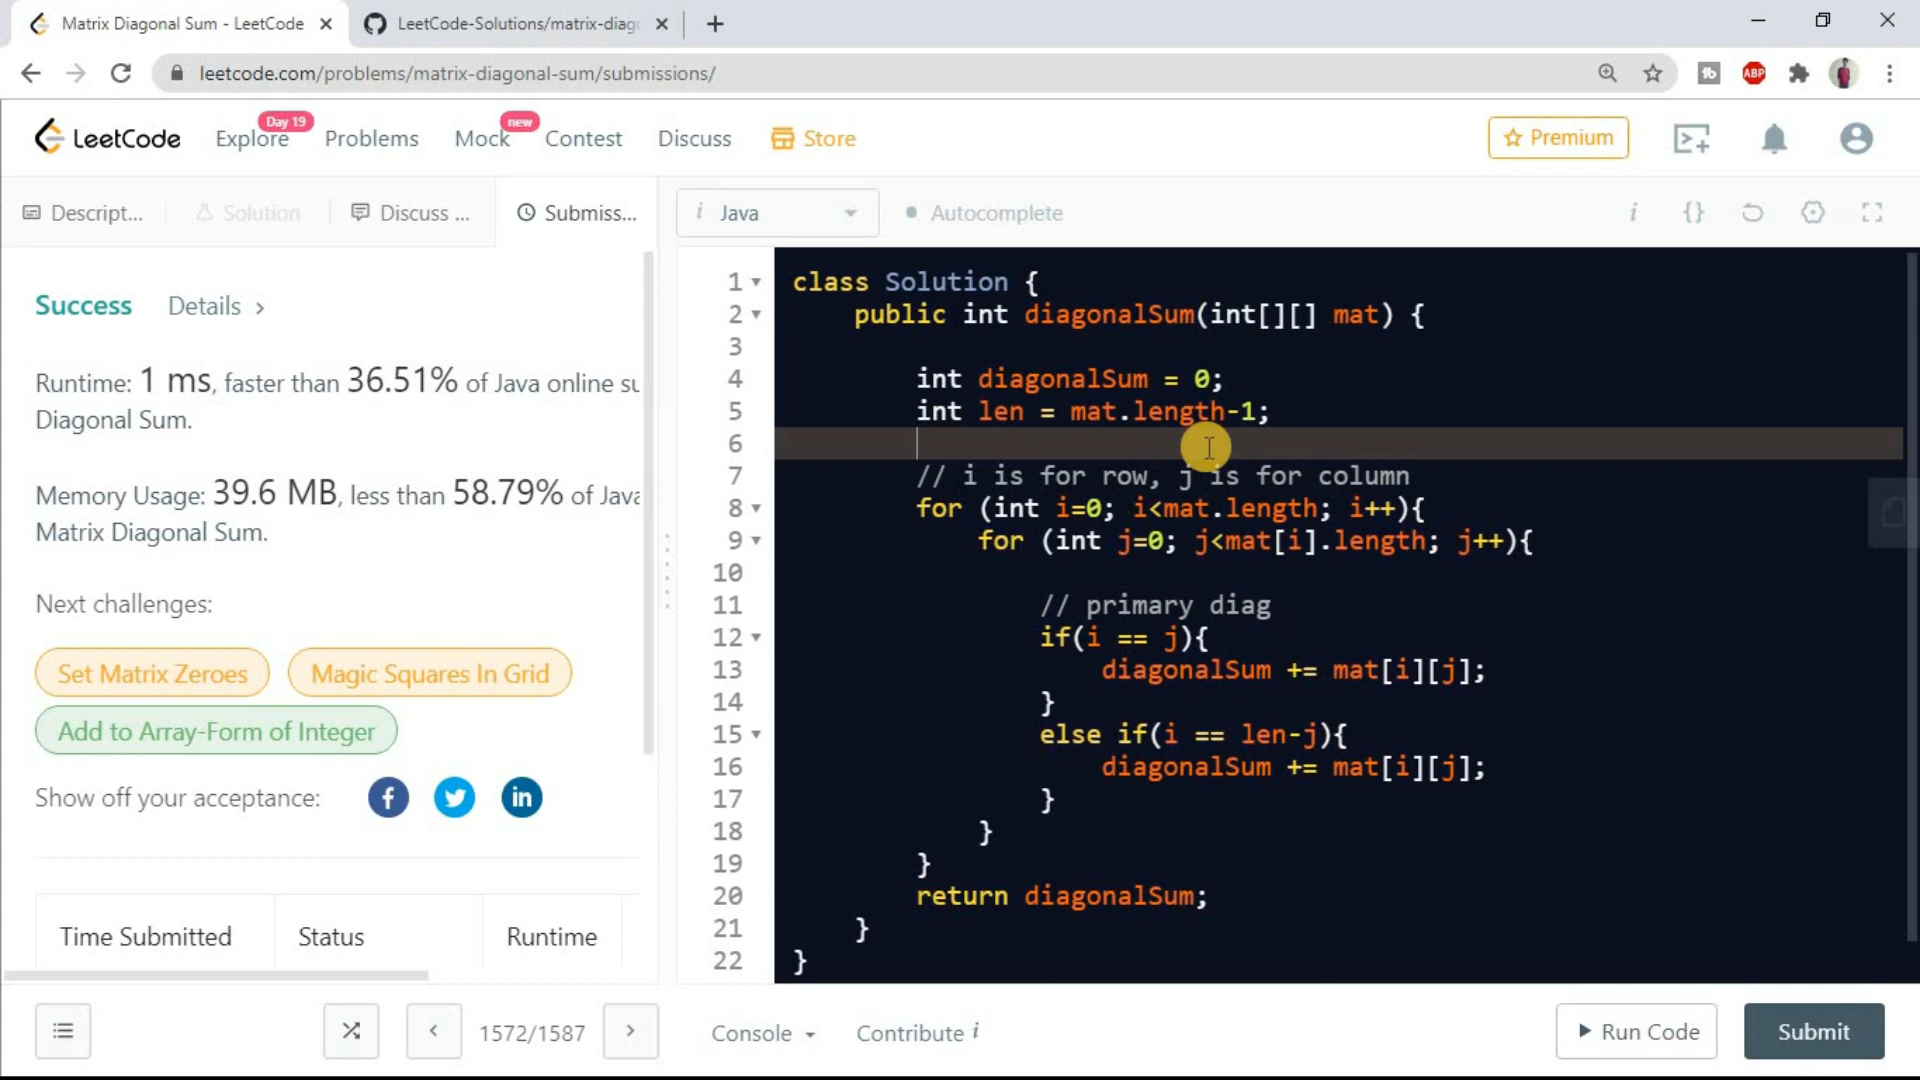 Matrix Diagonal Sum - LeetCode
LeetCode-Solutions/matrix-diag
leetcode.com/problems/matrix-diagonal-sum/submissions/
ABP
LeetCode
Explore
Day 19
Problems
Mock
new
Contest
Discuss
Store
Premium
Descript...
Solution
Discuss ...
Submiss...
i Java
Autocomplete
i
{}
Success
Details >
Runtime: 1 ms, faster than 36.51% of Java online su
Diagonal Sum.
Memory Usage: 39.6 MB, less than 58.79% of Java
Matrix Diagonal Sum.
Next challenges:
Set Matrix Zeroes
Magic Squares In Grid
Add to Array-Form of Integer
Show off your acceptance:
Time Submitted
Status
Runtime
1 class Solution {
2     public int diagonalSum(int[][] mat) {
3
4         int diagonalSum = 0;
5         int len = mat.length-1;
6
7         // i is for row, j is for column
8         for (int i=0; i<mat.length; i++){
9             for (int j=0; j<mat[i].length; j++){
10
11                 // primary diag
12                 if(i == j){
13                     diagonalSum += mat[i][j];
14                 }
15                 else if(i == len-j){
16                     diagonalSum += mat[i][j];
17                 }
18             }
19         }
20         return diagonalSum;
21     }
22 }
1572/1587
Console
Contribute i
Run Code
Submit